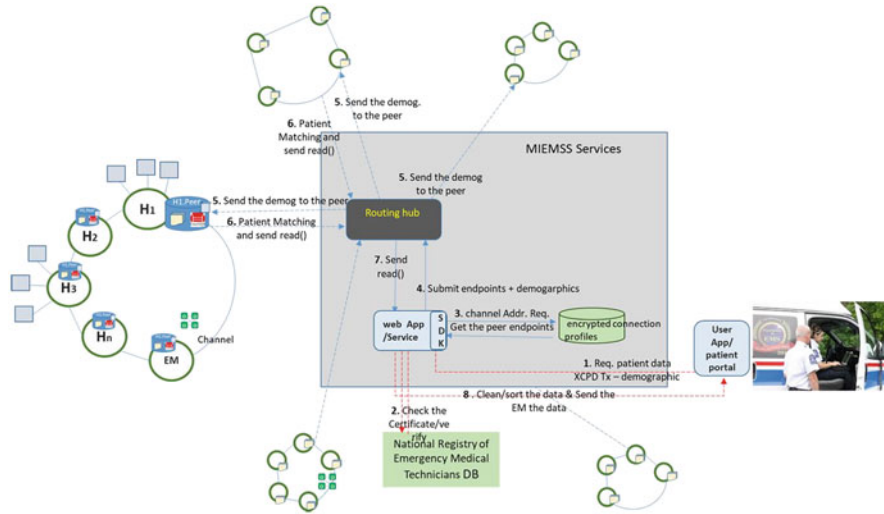 5. Send the demog.
to the peer
6. Patient
Matching and
send read()
MIEMSS Services
5. Send the demog
to the peer
H1.Peer
H1
5. Send the demog to the peer
Routing hub
6. Patient Matching
and send read()
H2
H3
7. Send
read()
4. Submit endpoints + demogarphics
Hn
Channel
EM
web App
/Service
SDK
3. channel Addr. Req.
Get the peer endpoints
encrypted connection
profiles
User
App/
patient
portal
1. Req. patient data
XCPD Tx – demographic
8. Clean/sort the data & Send the
EM the data
2. Check the
Certificate/ve
rify
National Registry of
Emergency Medical
Technicians DB